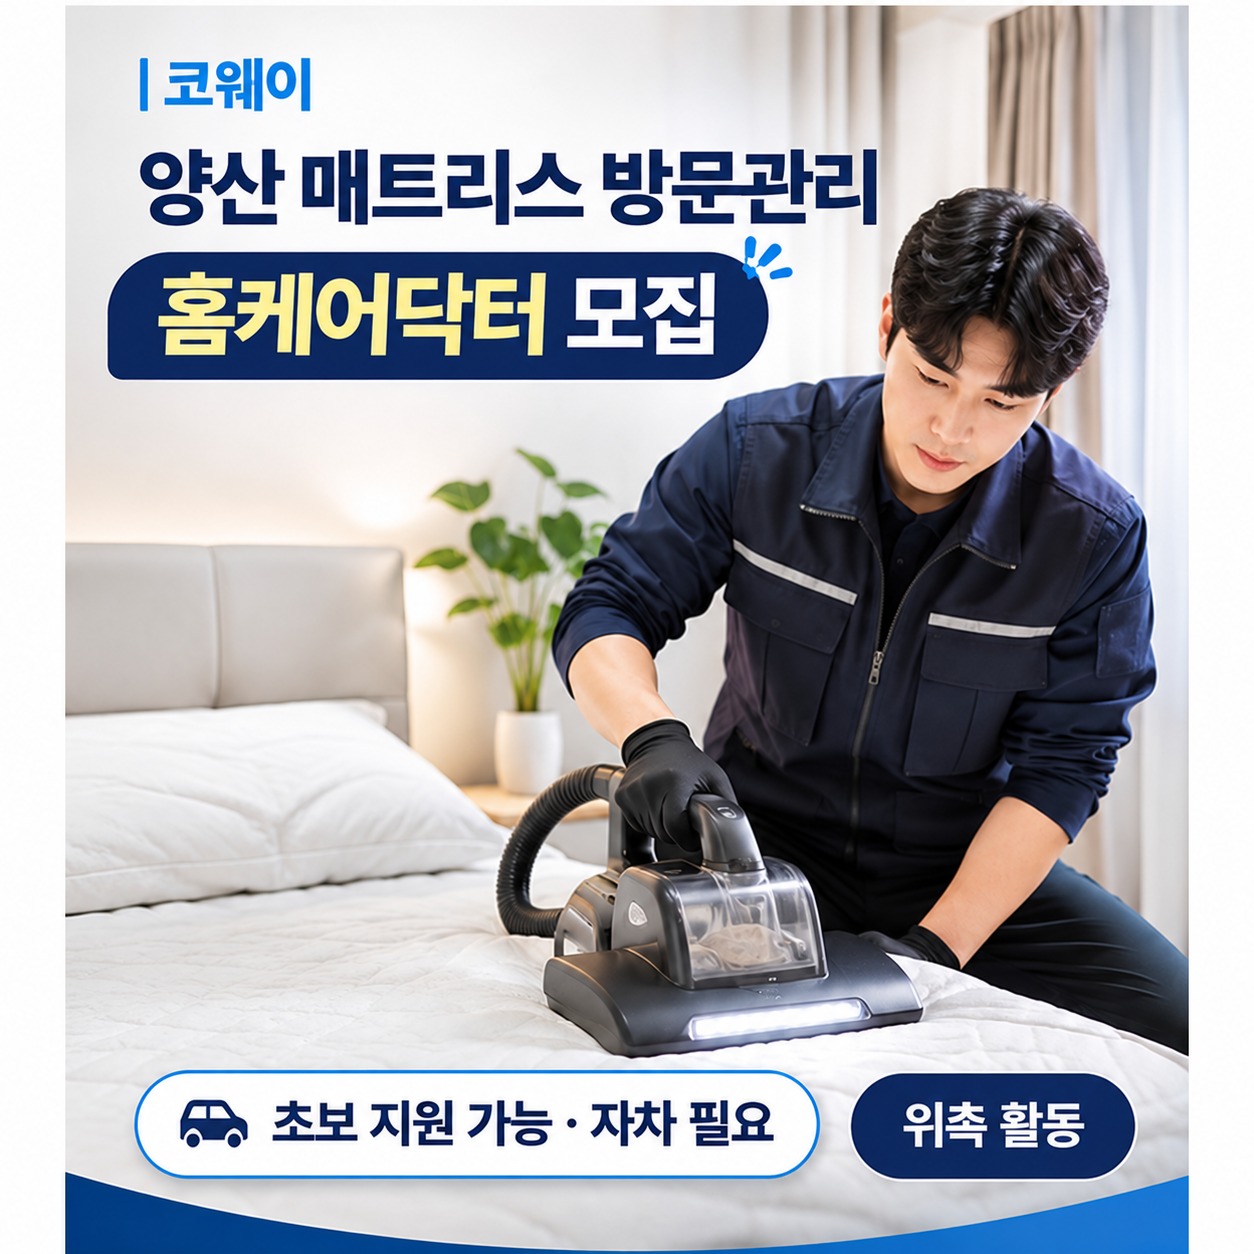 코웨이
양산 매트리스 방문관리
홈케어닥터 모집
초보 지원 가능 · 자차 필요
위촉 활동